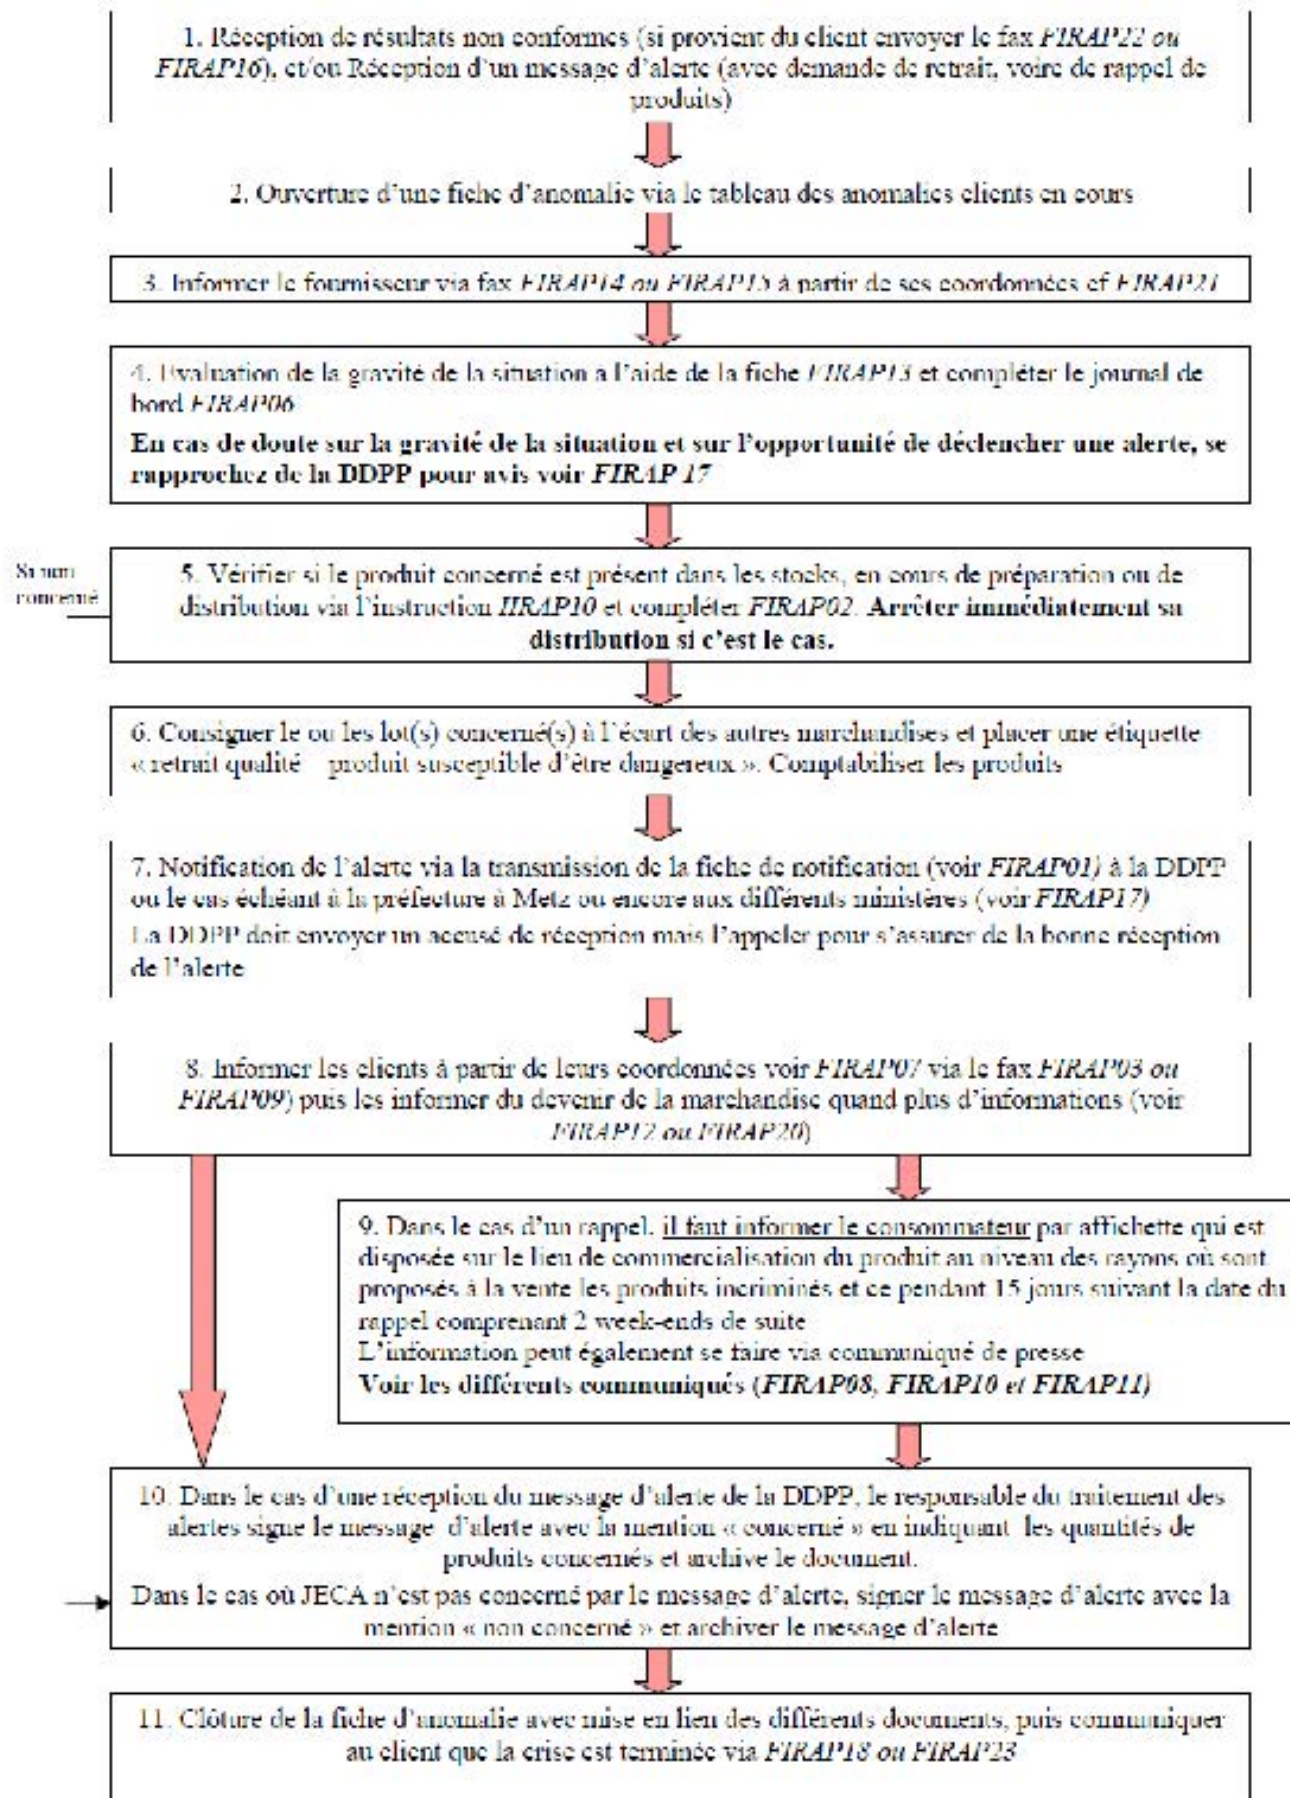 1. Réception de résultats non conformes (si provient du client envoyer le fax FIRAP22 ou
FIRAP16), et/ou Réception d'un message d'alerte (avec demande de retrait, voire de rappel de
produits)
2. Ouverture d'une fiche d'anomalie via le tableau des anomalies clients en cours
3. Informer le fournisseur via fax FIRAP14 ou FIRAP15 à partir de ses coordonnées cf FIRAP21
4. Evaluation de la gravité de la situation a l'aide de la fiche FIRAP13 et compléter le journal de
bord FIRAP06
En cas de doute sur la gravité de la situation et sur l'opportunité de déclencher une alerte, se
rapprochez de la DDPP pour avis voir FIRAP 17
Si non
concerné
5. Vérifier si le produit concerné est présent dans les stocks, en cours de préparation ou de
distribution via l'instruction IIRAP10 et compléter FIRAP02. Arrêter immédiatement sa
distribution si c'est le cas.
6. Consigner le ou les lot(s) concerné(s) à l'écart des autres marchandises et placer une étiquette
« retrait qualité produit susceptible d'être dangereux ». Comptabiliser les produits
7. Notification de l'alerte via la transmission de la fiche de notification (voir FIRAP01) à la DDPP
ou le cas échéant à la préfecture à Metz ou encore aux différents ministères (voir FIRAP17)
La DDPP doit envoyer un accusé de réception mais l'appeler pour s'assurer de la bonne réception
de l'alerte
8. Informer les clients à partir de leurs coordonnées voir FIRAP07 via le fax FIRAP03 ou
FIRAP09) puis les informer du devenir de la marchandise quand plus d'informations (voir
FIRAP12 ou FIRAP20)
9. Dans le cas d'un rappel, il faut informer le consommateur par affichette qui est
disposée sur le lieu de commercialisation du produit au niveau des rayons où sont
proposés à la vente les produits incriminés et ce pendant 15 jours suivant la date du
rappel comprenant 2 week-ends de suite
L'information peut également se faire via communiqué de presse
Voir les différents communiqués (FIRAP08, FIRAP10 et FIRAP11)
10. Dans le cas d'une réception du message d'alerte de la DDPP, le responsable du traitement des
alertes signe le message d'alerte avec la mention « concerné » en indiquant les quantités de
produits concernés et archive le document.
Dans le cas où JECA n'est pas concerné par le message d'alerte, signer le message d'alerte avec la
mention « non concerné » et archiver le message d'alerte
11. Clôture de la fiche d'anomalie avec mise en lien des différents documents, puis communiquer
au client que la crise est terminée via FIRAP18 ou FIRAP23